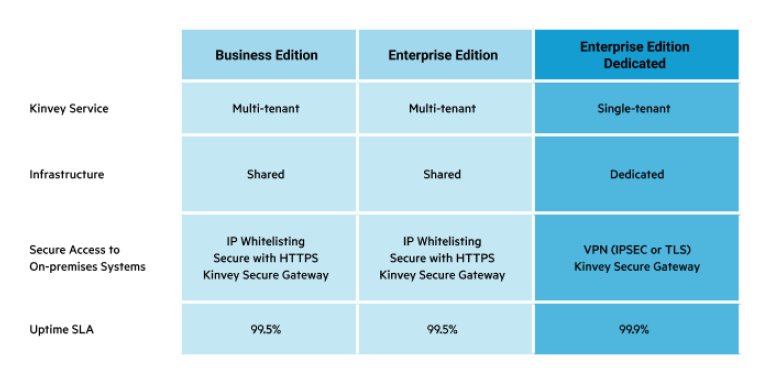 Business Edition
Enterprise Edition
Enterprise Edition
Dedicated
Kinvey Service
Multi-tenant
Multi-tenant
Single-tenant
Infrastructure
Shared
Shared
Dedicated
Secure Access to
On-premises Systems
IP Whitelisting
Secure with HTTPS
Kinvey Secure Gateway
IP Whitelisting
Secure with HTTPS
Kinvey Secure Gateway
VPN (IPSEC or TLS)
Kinvey Secure Gateway
Uptime SLA
99.5%
99.5%
99.9%